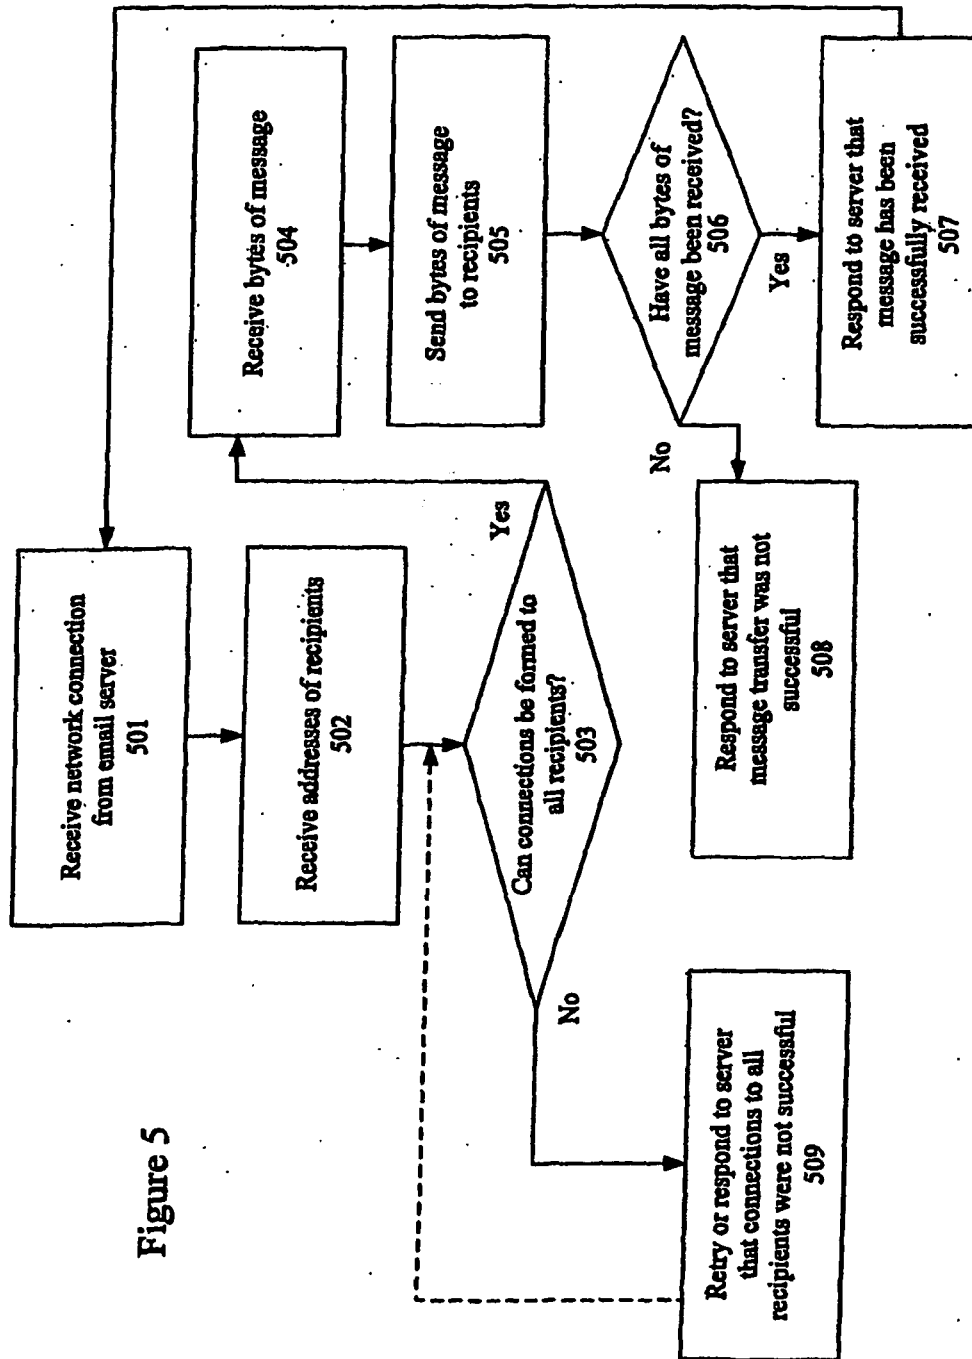 Figure 5
Receive network connection
from email server
501
Receive addresses of recipients
502
Can connections be formed to
all recipients?
503
Yes
No
Receive bytes of message
504
Send bytes of message
to recipients
505
Have all bytes of
message been received?
506
Yes
No
Respond to server that
message has been
successfully received
507
Respond to server that
message transfer was not
successful
508
Retry or respond to server
that connections to all
recipients were not successful
509